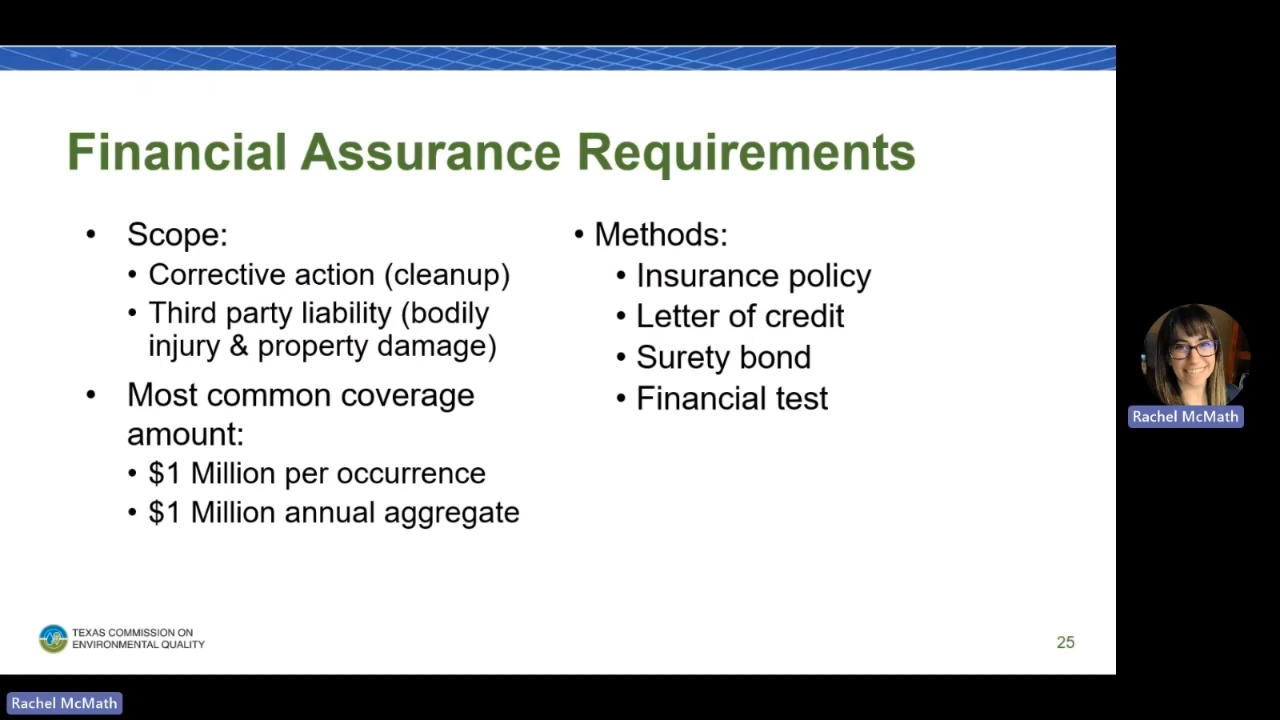 Financial Assurance Requirements
• Scope:
• Corrective action (cleanup)
• Third party liability (bodily
injury & property damage)
• Most common coverage
amount:
• $1 Million per occurrence
• $1 Million annual aggregate
• Methods:
• Insurance policy
• Letter of credit
• Surety bond
• Financial test
TEXAS COMMISSION ON
ENVIRONMENTAL QUALITY
25
Rachel McMath
Rachel McMath